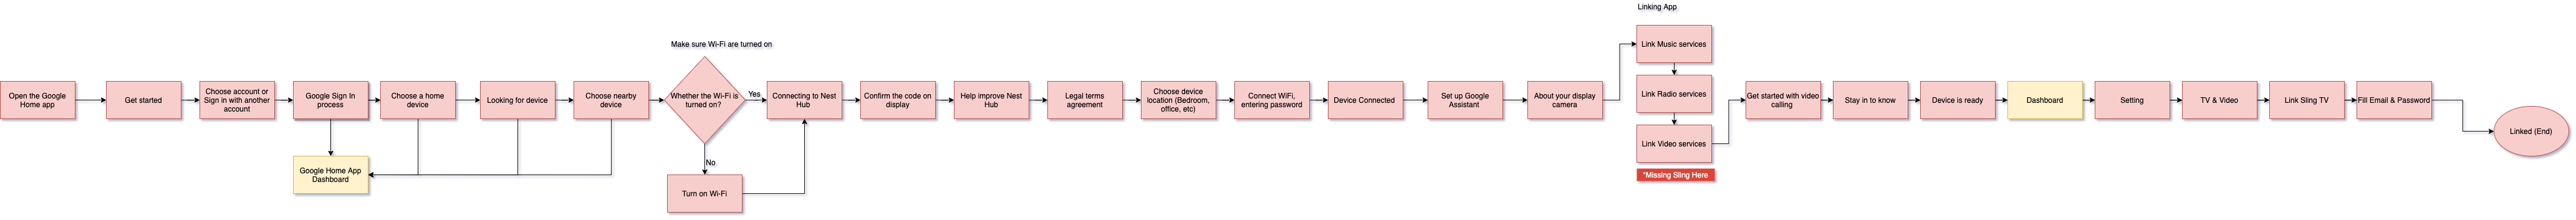 Linking App
Make sure Wi-Fi are turned on
Open the Google
Home app
Get started
Choose account or
Sign in with another
account
Google Sign In
process
Choose a home
device
Looking for device
Choose nearby
device
Whether the Wi-Fi is
turned on?
Yes
Connecting to Nest
Hub
Confirm the code on
display
Help improve Nest
Hub
Legal terms
agreement
Choose device
location (Bedroom,
office, etc)
Connect WiFi,
entering password
Device Connected
Set up Google
Assistant
About your display
camera
Link Music services
Link Radio services
Link Video services
*Missing Sling Here
Get started with video
calling
Stay in to know
Device is ready
Dashboard
Setting
TV & Video
Link Sling TV
Fill Email & Password
Linked (End)
Google Home App
Dashboard
No
Turn on Wi-Fi